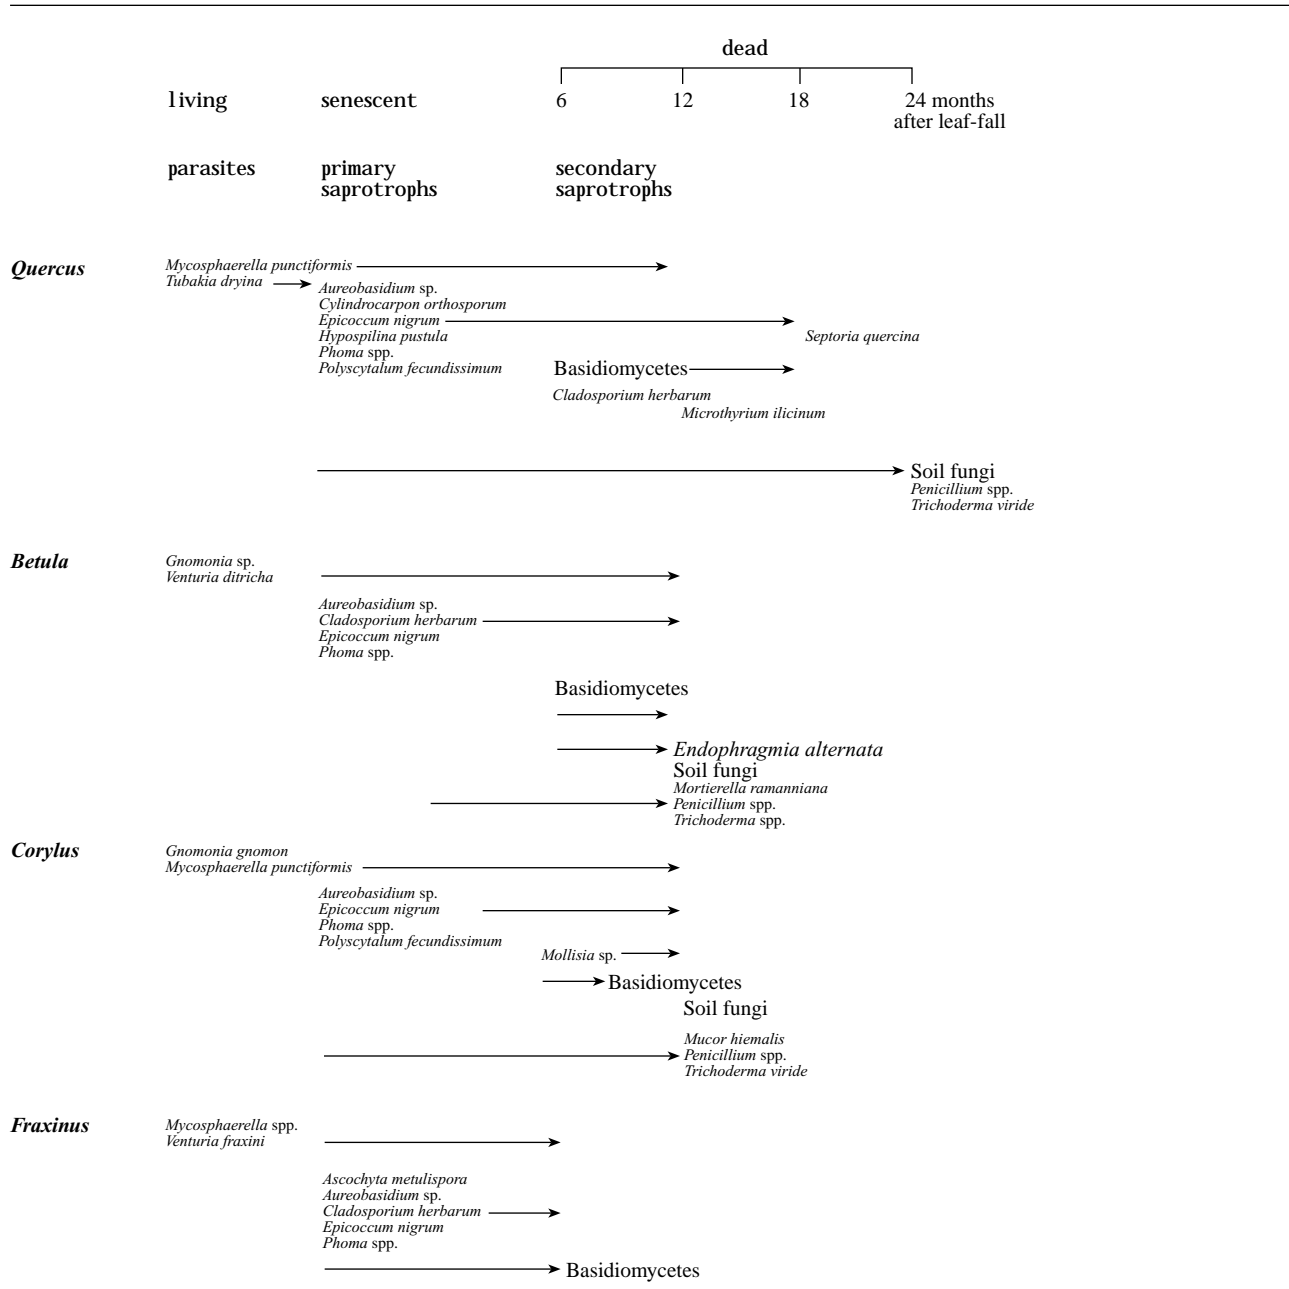 dead
living senescent 6 12 18 24 months
after leaf-fall
parasites primary secondary
saprotrophs saprotrophs
Quercus Mycosphaerella punctiformis
Tubakia dryina
Aureobasidium sp.
Cylindrocarpon orthosporum
Epicoccum nigrum
Hypospilina pustula Septoria quercina
Phoma spp.
Polyscytalum fecundissimum Basidiomycetes
Cladosporium herbarum
Microthyrium ilicinum
Soil fungi
Penicillium spp.
Trichoderma viride
Betula Gnomonia sp.
Venturia ditricha
Aureobasidium sp.
Cladosporium herbarum
Epicoccum nigrum
Phoma spp.
Basidiomycetes
Endophragmia alternata
Soil fungi
Mortierella ramanniana
Penicillium spp.
Trichoderma spp.
Corylus Gnomonia gnomon
Mycosphaerella punctiformis
Aureobasidium sp.
Epicoccum nigrum
Phoma spp.
Polyscytalum fecundissimum
Mollisia sp.
Basidiomycetes
Soil fungi
Mucor hiemalis
Penicillium spp.
Trichoderma viride
Fraxinus Mycosphaerella spp.
Venturia fraxini
Ascochyta metulispora
Aureobasidium sp.
Cladosporium herbarum
Epicoccum nigrum
Phoma spp.
Basidiomycetes